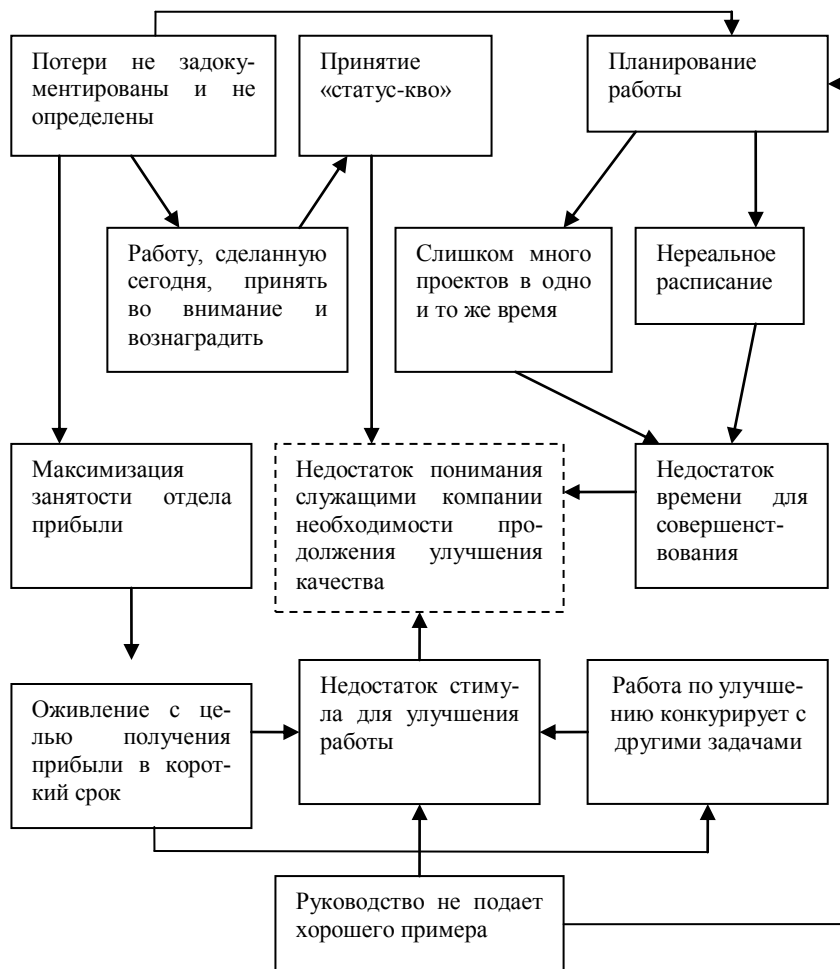 Потери не задоку-
ментированы и не
определены
Принятие
«статус-кво»
Планирование
работы
Работу, сделанную
сегодня, принять
во внимание и
вознаградить
Слишком много
проектов в одно
и то же время
Нереальное
расписание
Максимизация
занятости отдела
прибыли
Недостаток понимания
служащими компании
необходимости про-
должения улучшения
качества
Недостаток
времени для
совершенст-
вования
Оживление с це-
лью получения
прибыли в корот-
кий срок
Недостаток стиму-
ла для улучшения
работы
Работа по улучше-
нию конкурирует с
другими задачами
Руководство не подает
хорошего примера